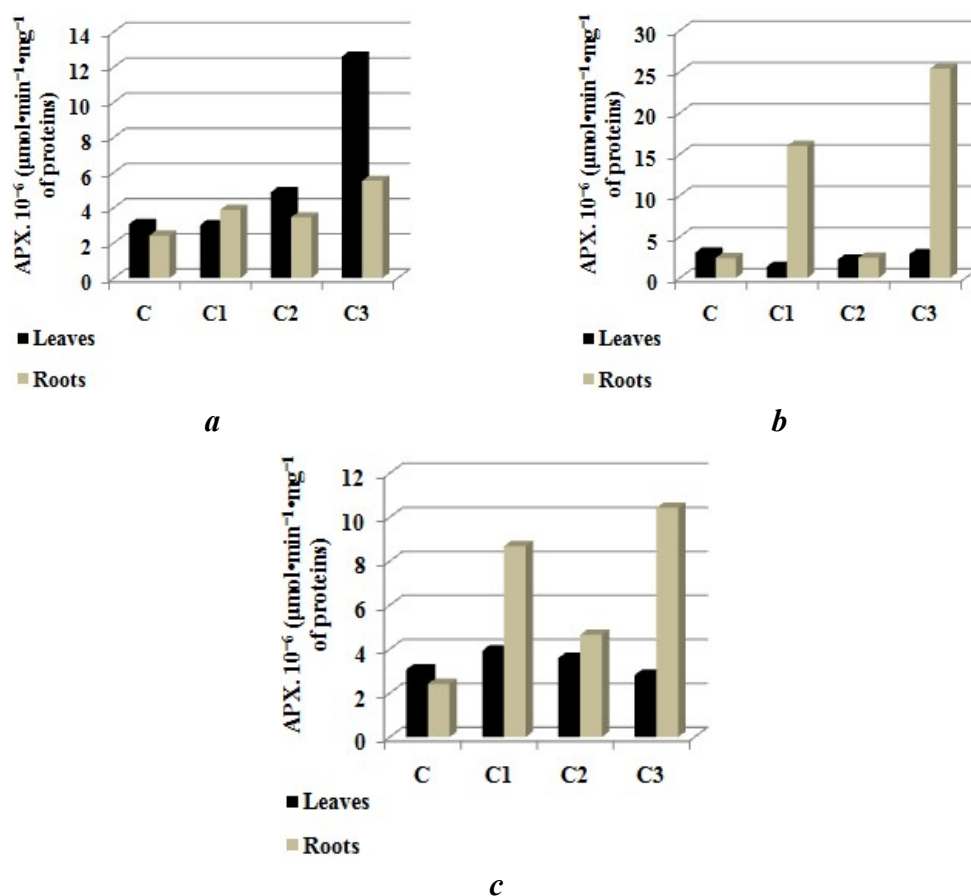 APX. 10⁻⁶ (µmol•min⁻¹•mg⁻¹
of proteins)
14
12
10
8
6
4
2
0
C C1 C2 C3
■ Leaves
■ Roots
a
APX. 10⁻⁶ (µmol•min⁻¹•mg⁻¹
of proteins)
30
25
20
15
10
5
0
C C1 C2 C3
■ Leaves
■ Roots
b
APX. 10⁻⁶ (µmol•min⁻¹•mg⁻¹
of proteins)
12
10
8
6
4
2
0
C C1 C2 C3
■ Leaves
■ Roots
c